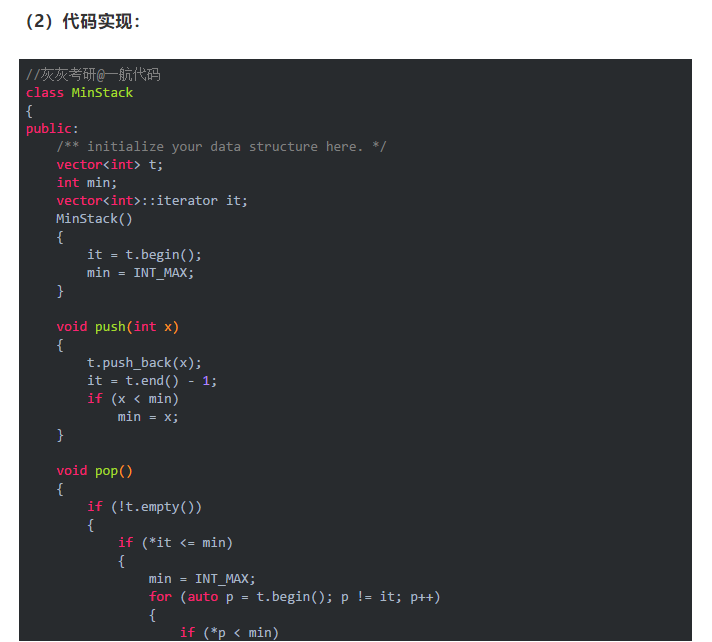 （2）代码实现：
//灰灰考研@一航代码
class MinStack
{
public:
    /** initialize your data structure here. */
    vector<int> t;
    int min;
    vector<int>::iterator it;
    MinStack()
    {
        it = t.begin();
        min = INT_MAX;
    }
    void push(int x)
    {
        t.push_back(x);
        it = t.end() - 1;
        if (x < min)
            min = x;
    }
    void pop()
    {
        if (!t.empty())
        {
            if (*it <= min)
            {
                min = INT_MAX;
                for (auto p = t.begin(); p != it; p++)
                {
                    if (*p < min)